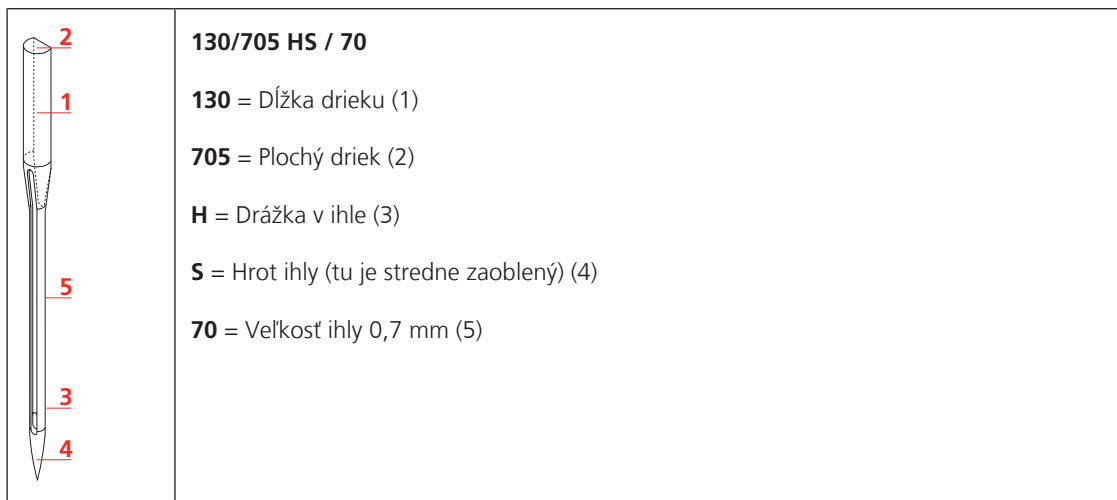 2
1
5
3
4
130/705 HS / 70
130 = Dĺžka drieku (1)
705 = Plochý driek (2)
H = Drážka v ihle (3)
S = Hrot ihly (tu je stredne zaoblený) (4)
70 = Veľkosť ihly 0,7 mm (5)